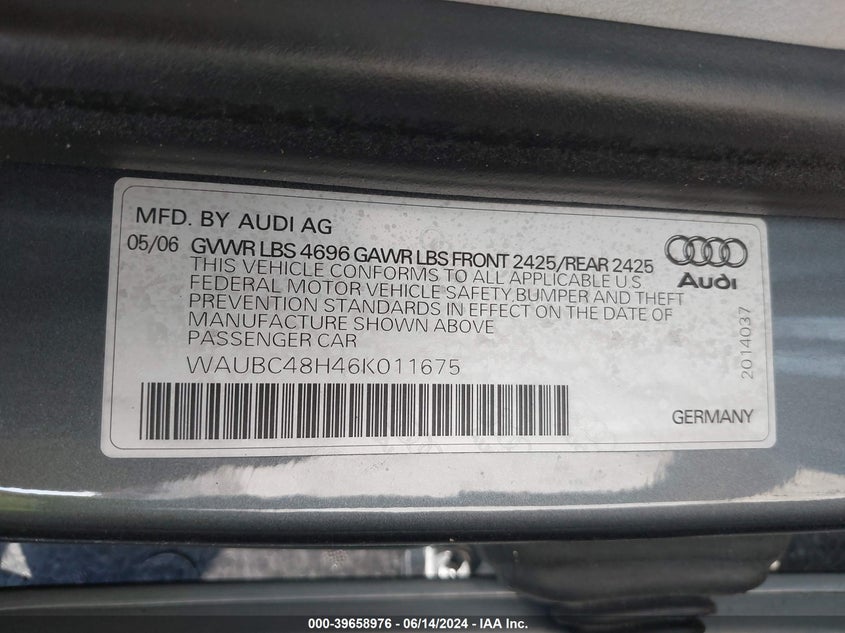 MFD. BY AUDI AG
05/06 GVWR LBS 4696 GAWR LBS FRONT 2425/REAR 2425
THIS VEHICLE CONFORMS TO ALL APPLICABLE U.S
FEDERAL MOTOR VEHICLE SAFETY,BUMPER AND THEFT
PREVENTION STANDARDS IN EFFECT ON THE DATE OF
MANUFACTURE SHOWN ABOVE
PASSENGER CAR
WAUBC48H46K011675
Audi
2014037
GERMANY
000-39658976 - 06/14/2024 - IAA Inc.